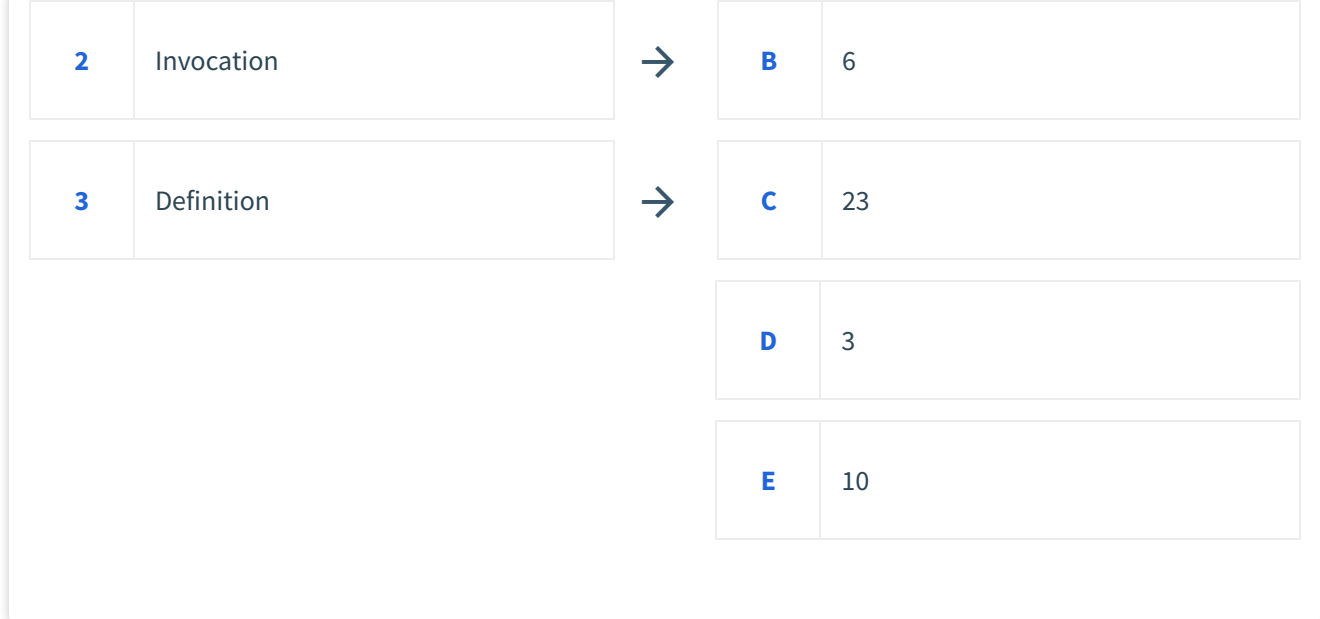 2 Invocation → B 6
3 Definition → C 23
D 3
E 10